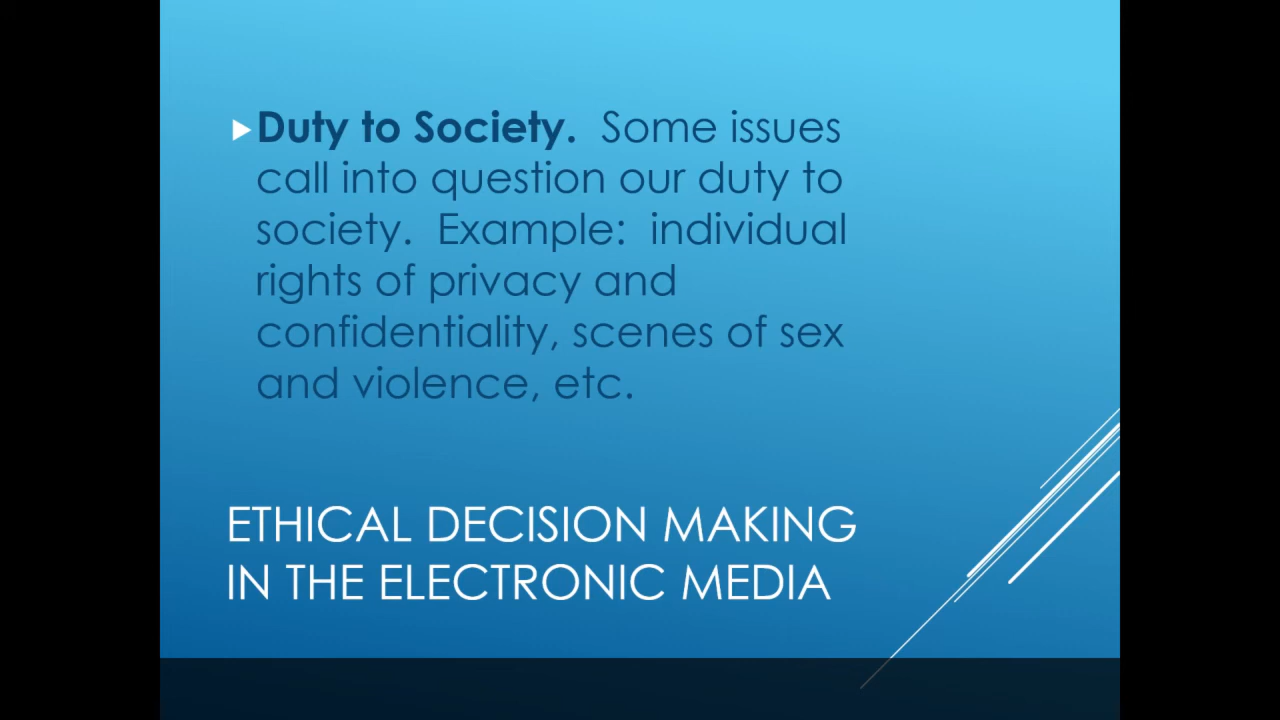 Duty to Society.  Some issues
call into question our duty to
society.  Example:  individual
rights of privacy and
confidentiality, scenes of sex
and violence, etc.
ETHICAL DECISION MAKING
IN THE ELECTRONIC MEDIA